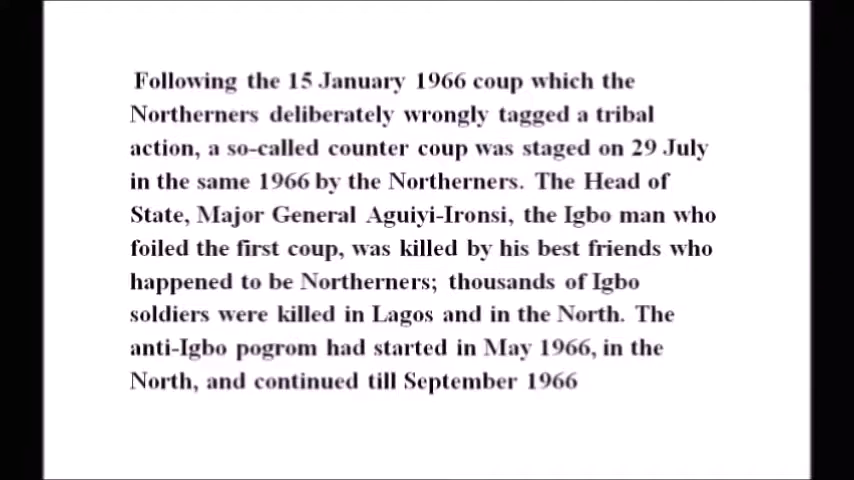 Following the 15 January 1966 coup which the
Northerners deliberately wrongly tagged a tribal
action, a so-called counter coup was staged on 29 July
in the same 1966 by the Northerners. The Head of
State, Major General Aguiyi-Ironsi, the Igbo man who
foiled the first coup, was killed by his best friends who
happened to be Northerners; thousands of Igbo
soldiers were killed in Lagos and in the North. The
anti-Igbo pogrom had started in May 1966, in the
North, and continued till September 1966